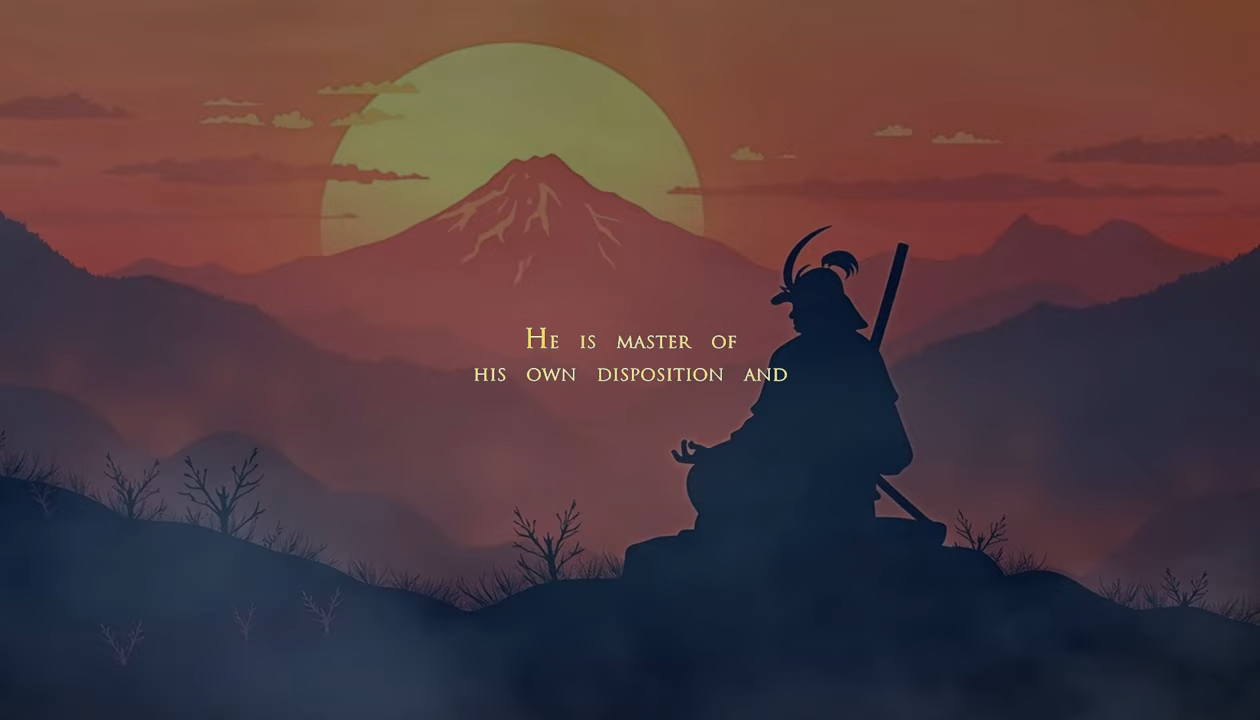 He is master of
his own disposition and